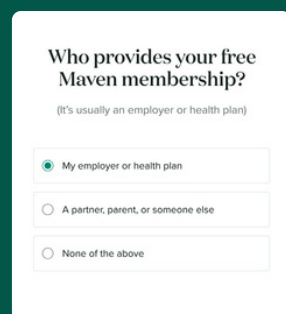 Who provides your free
Maven membership?
(It's usually an employer or health plan)
My employer or health plan
A partner, parent, or someone else
None of the above